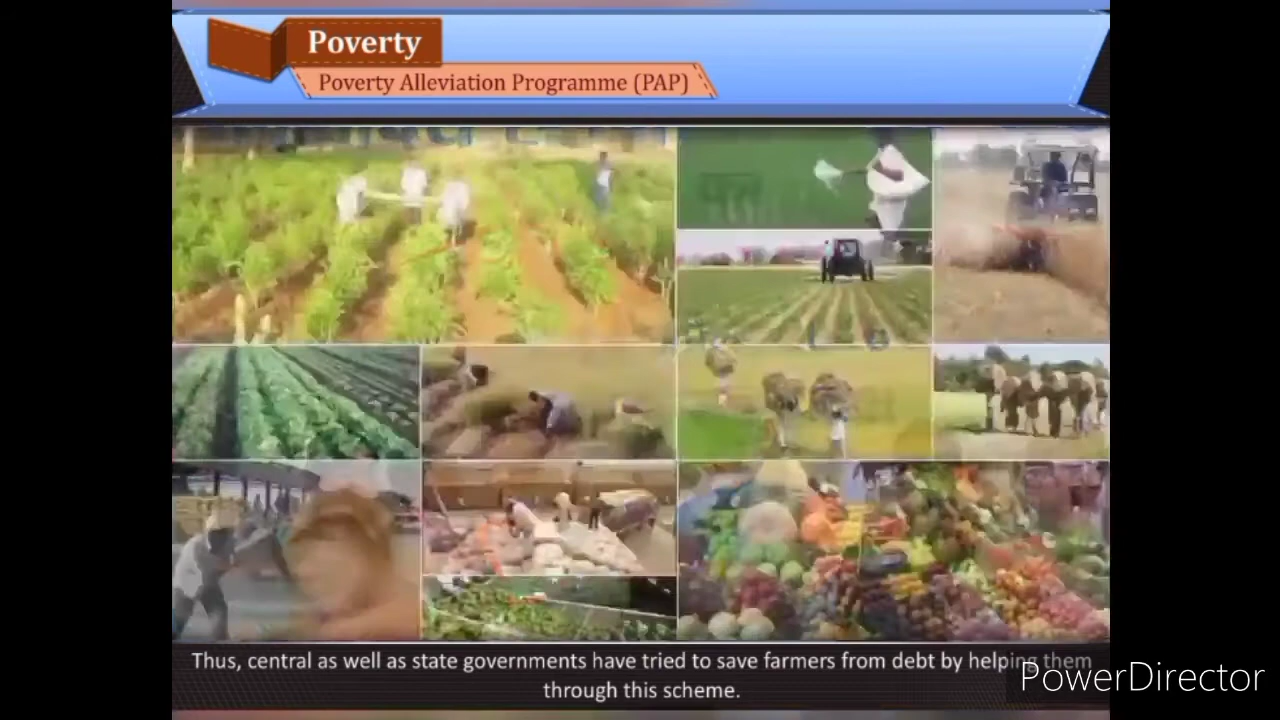 Poverty
Poverty Alleviation Programme (PAP)
Thus, central as well as state governments have tried to save farmers from debt by helping them
through this scheme.
PowerDirector